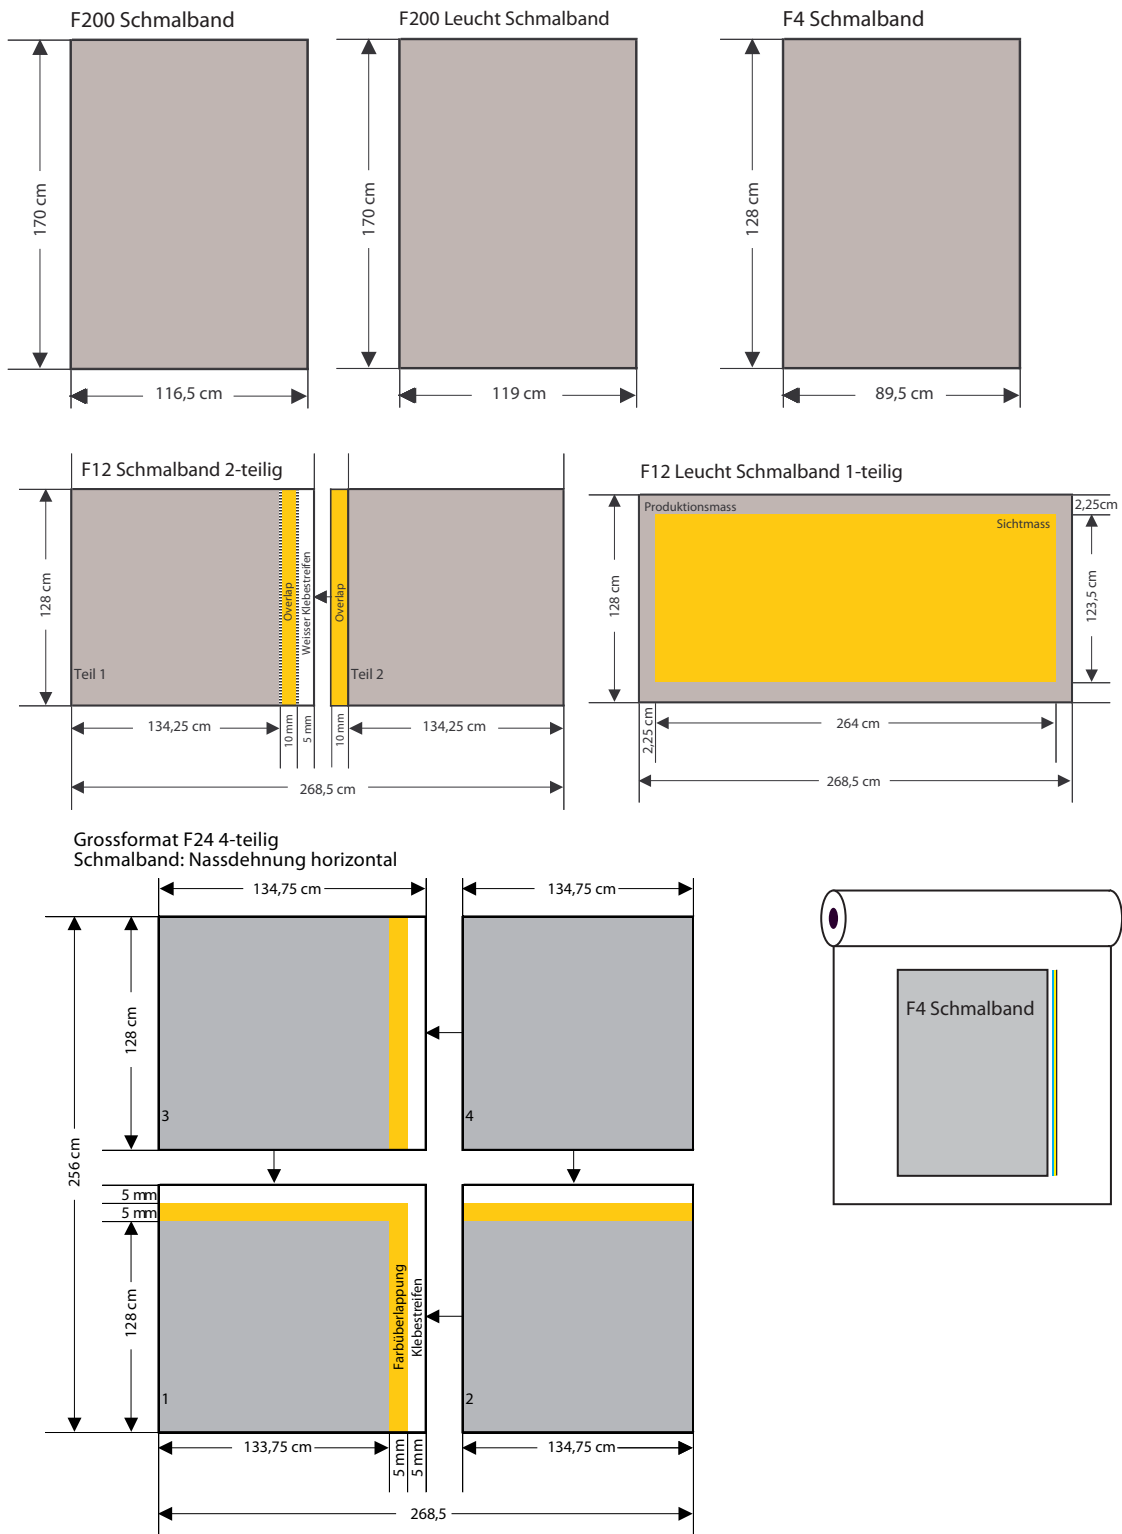 F200 Schmalband
F200 Leucht Schmalband
F4 Schmalband
170 cm
170 cm
128 cm
116,5 cm
119 cm
89,5 cm
F12 Schmalband 2-teilig
128 cm
Overlap
Weisser Klebestreifen
Overlap
Teil 1
Teil 2
134,25 cm
10 mm
5 mm
10 mm
134,25 cm
268,5 cm
F12 Leucht Schmalband 1-teilig
Produktionsmass
2,25cm
Sichtmass
128 cm
123,5 cm
2,25 cm
264 cm
268,5 cm
Grossformat F24 4-teilig
Schmalband: Nassdehnung horizontal
134,75 cm
134,75 cm
128 cm
3
4
256 cm
5 mm
5 mm
128 cm
Farbüberlappung
Klebestreifen
1
2
133,75 cm
5 mm
5 mm
134,75 cm
268,5
F4 Schmalband